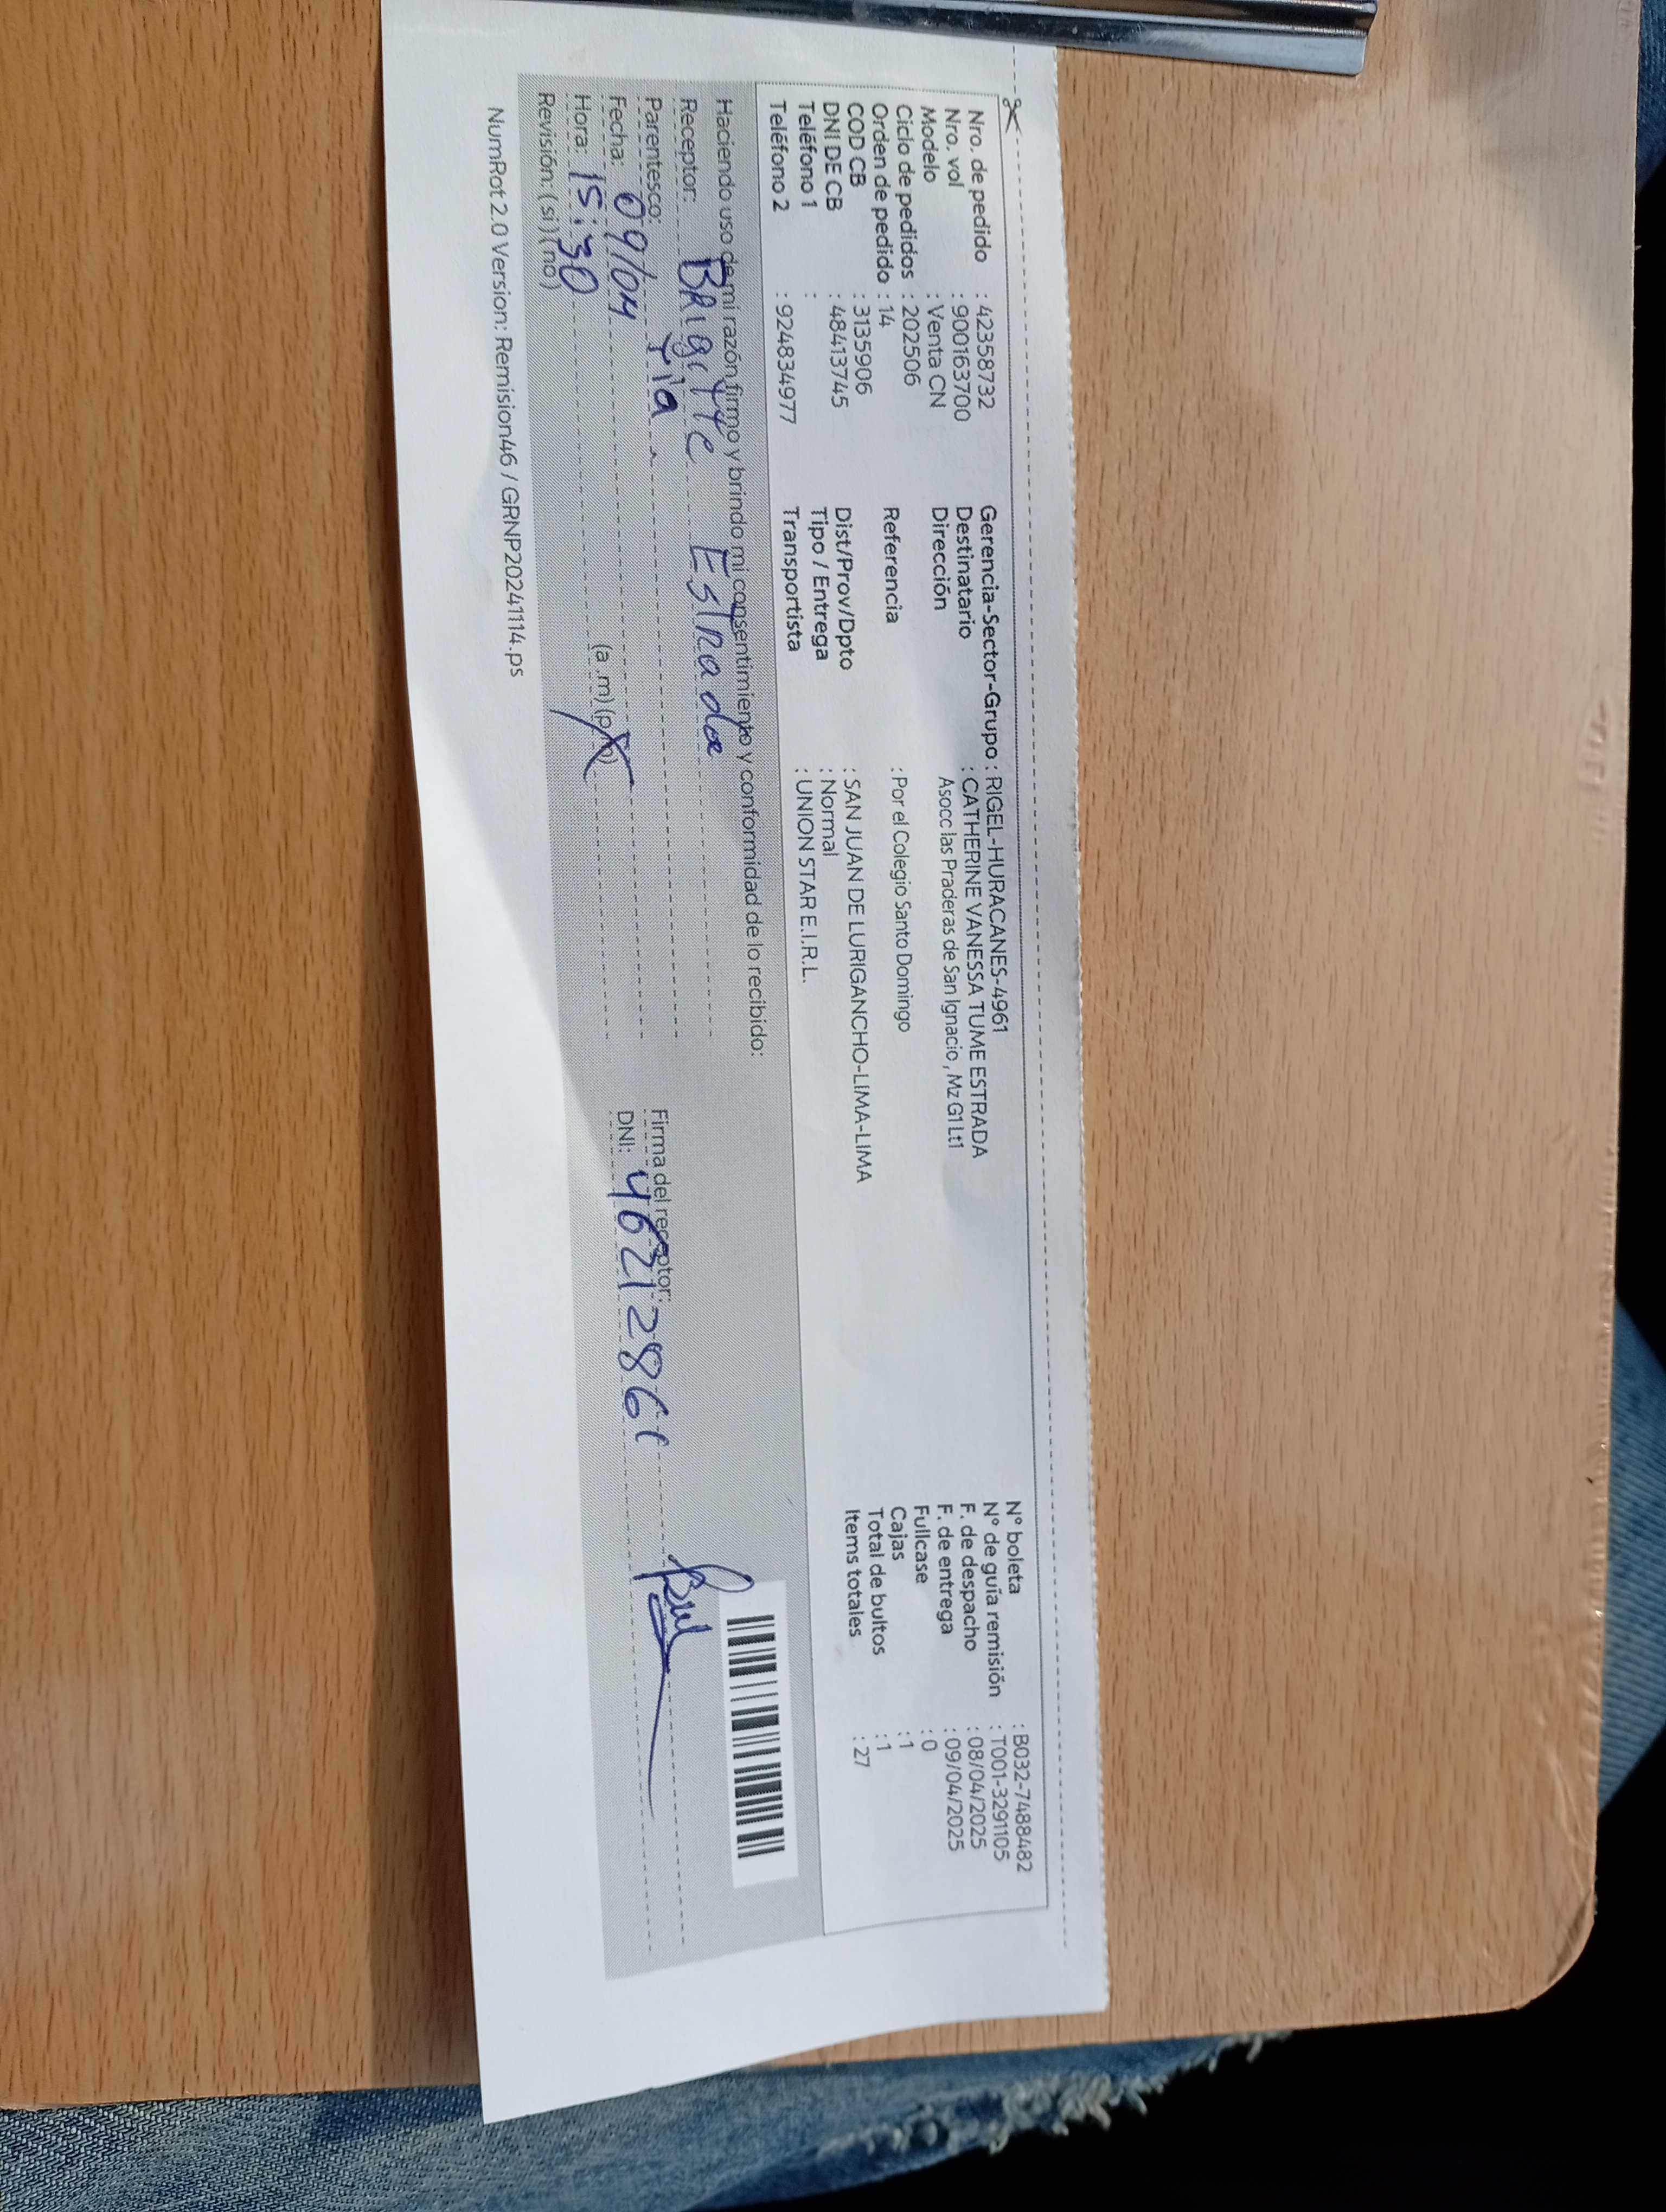 Nro. de pedido : 42358732
Nro. vol : 900163700
Modelo : Venta CN
Ciclo de pedidos : 202506
Orden de pedido : 14
COD CB : 3135906
DNI DE CB : 48413745
Teléfono 1 :
Teléfono 2 : 924834977
Gerencia-Sector-Grupo : RIGEL-HURACANES-4961
Destinatario : CATHERINE VANESSA TUME ESTRADA
Dirección Asocc las Praderas de San Ignacio , Mz G1 Lt1
Referencia : Por el Colegio Santo Domingo
Dist/Prov/Dpto : SAN JUAN DE LURIGANCHO-LIMA-LIMA
Tipo / Entrega : Normal
Transportista : UNION STAR E.I.R.L.
N° boleta : B032-7488482
N° de guía remisión : T001-3291105
F. de despacho : 08/04/2025
F. de entrega : 09/04/2025
Fullcase : 0
Cajas : 1
Total de bultos : 1
Items totales : 27
Haciendo uso de mi razón firmo y brindo mi consentimiento y conformidad de lo recibido:
Receptor: BRigitte Estrada
Parentesco: tia
Fecha: 09/04
Hora: 15:30 (a .m) (p.m)
Revisión: (si) (no)
Firma del receptor:
DNI: 46212866
NumRot 2.0 Version: Remision46 / GRNP20241114.ps